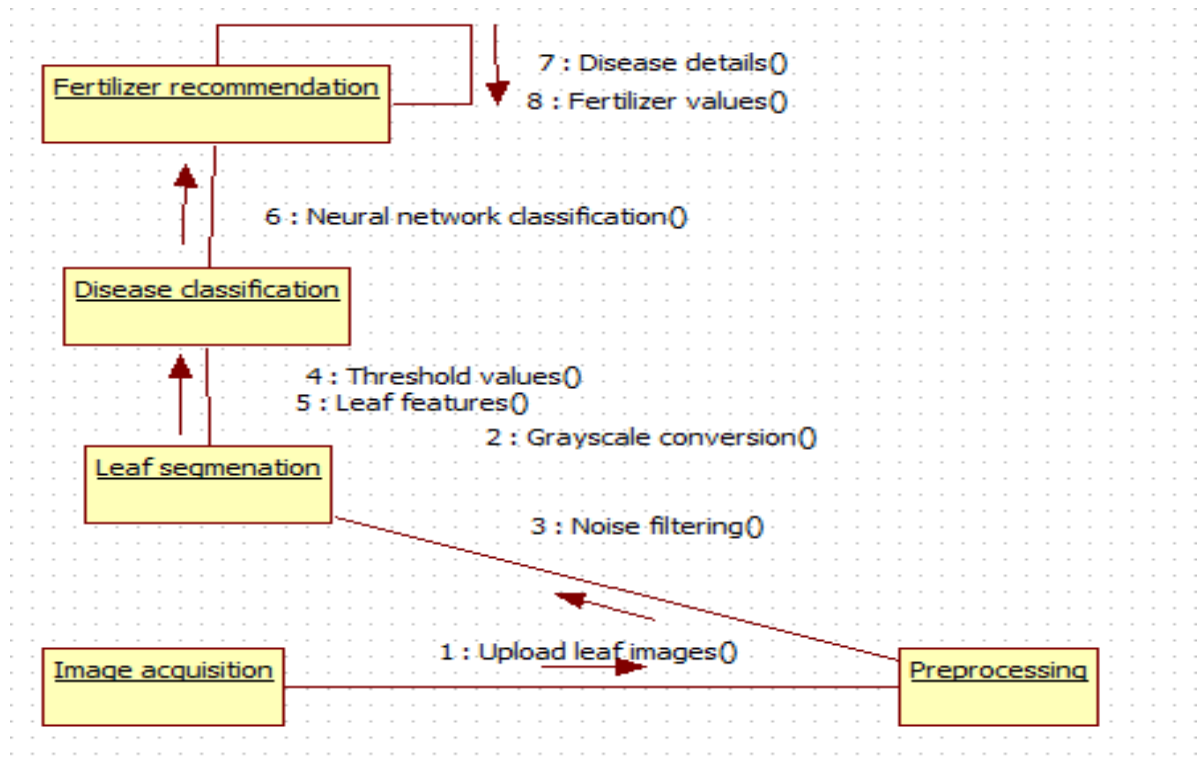 7 : Disease details()
Fertilizer recommendation
8 : Fertilizer values()
6 : Neural network classification()
Disease classification
4 : Threshold values()
5 : Leaf features()
2 : Grayscale conversion()
Leaf seqmenation
3 : Noise filtering()
1 : Upload leaf images()
Image acquisition
Preprocessing